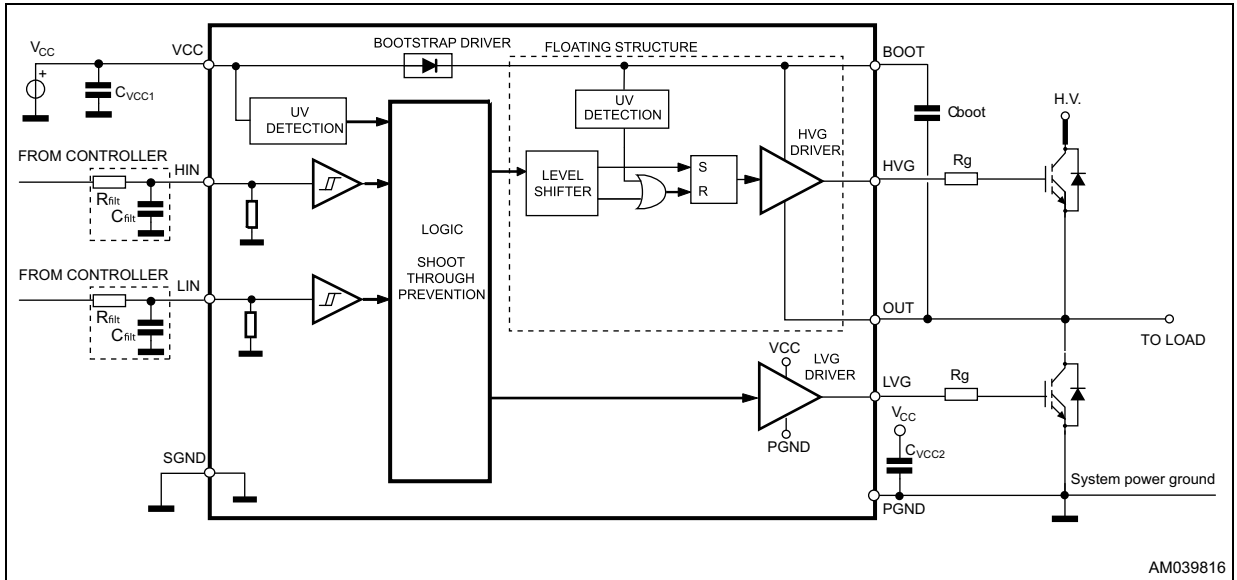 VCC
BOOTSTRAP DRIVER
FLOATING STRUCTURE
BOOT
VCC
+
CVCC1
UV
DETECTION
UV
DETECTION
Cboot
H.V.
FROM CONTROLLER
HIN
Rfilt
Cfilt
LEVEL
SHIFTER
S
R
HVG
DRIVER
HVG
Rg
LOGIC
SHOOT
THROUGH
PREVENTION
FROM CONTROLLER
LIN
Rfilt
Cfilt
OUT
TO LOAD
VCC
LVG
DRIVER
PGND
LVG
Rg
VCC
CVCC2
SGND
System power ground
PGND
AM039816